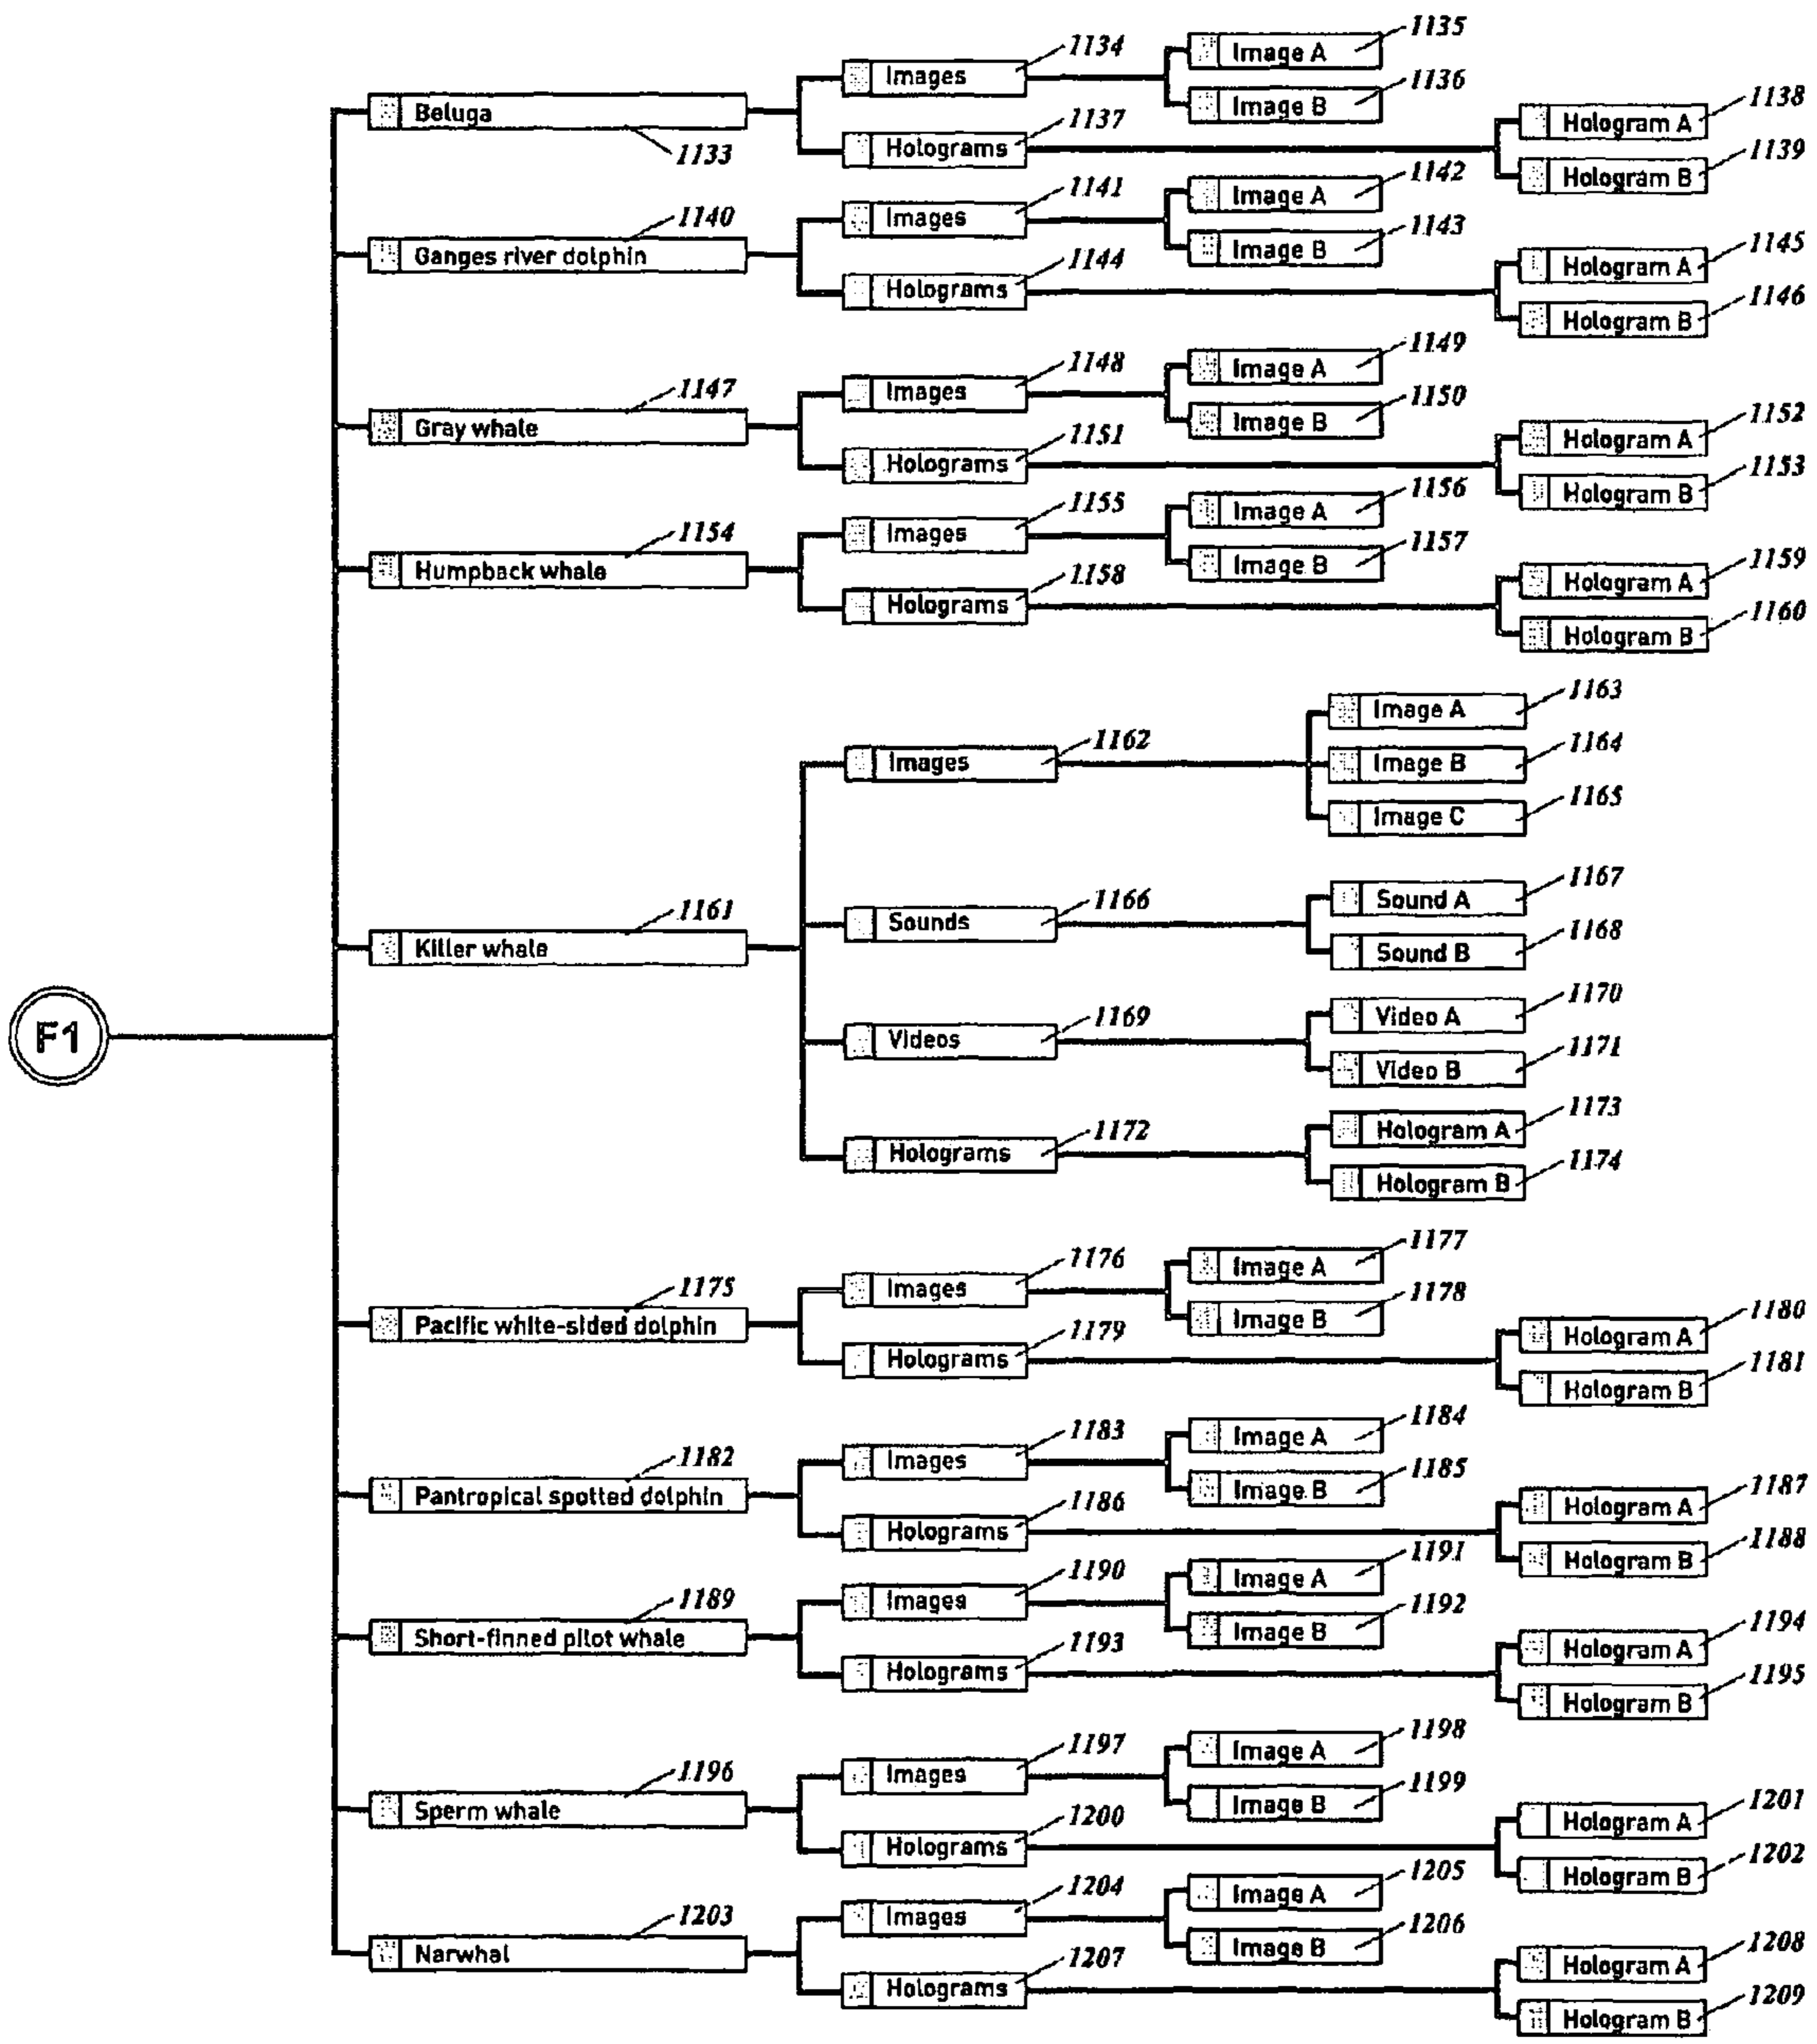 F1
Beluga
1133
Images
1134
Image A
1135
Image B
1136
Holograms
1137
Hologram A
1138
Hologram B
1139
Ganges river dolphin
1140
Images
1141
Image A
1142
Image B
1143
Holograms
1144
Hologram A
1145
Hologram B
1146
Gray whale
1147
Images
1148
Image A
1149
Image B
1150
Holograms
1151
Hologram A
1152
Hologram B
1153
Humpback whale
1154
Images
1155
Image A
1156
Image B
1157
Holograms
1158
Hologram A
1159
Hologram B
1160
Killer whale
1161
Images
1162
Image A
1163
Image B
1164
Image C
1165
Sounds
1166
Sound A
1167
Sound B
1168
Videos
1169
Video A
1170
Video B
1171
Holograms
1172
Hologram A
1173
Hologram B
1174
Pacific white-sided dolphin
1175
Images
1176
Image A
1177
Image B
1178
Holograms
1179
Hologram A
1180
Hologram B
1181
Pantropical spotted dolphin
1182
Images
1183
Image A
1184
Image B
1185
Holograms
1186
Hologram A
1187
Hologram B
1188
Short-finned pilot whale
1189
Images
1190
Image A
1191
Image B
1192
Holograms
1193
Hologram A
1194
Hologram B
1195
Sperm whale
1196
Images
1197
Image A
1198
Image B
1199
Holograms
1200
Hologram A
1201
Hologram B
1202
Narwhal
1203
Images
1204
Image A
1205
Image B
1206
Holograms
1207
Hologram A
1208
Hologram B
1209